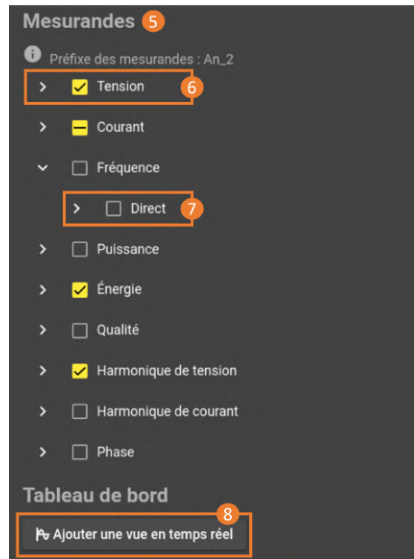 Mesurandes 5
Préfixe des mesurandes : An_2
Tension 6
Courant
Fréquence
Direct 7
Puissance
Énergie
Qualité
Harmonique de tension
Harmonique de courant
Phase
Tableau de bord
8
Ajouter une vue en temps réel